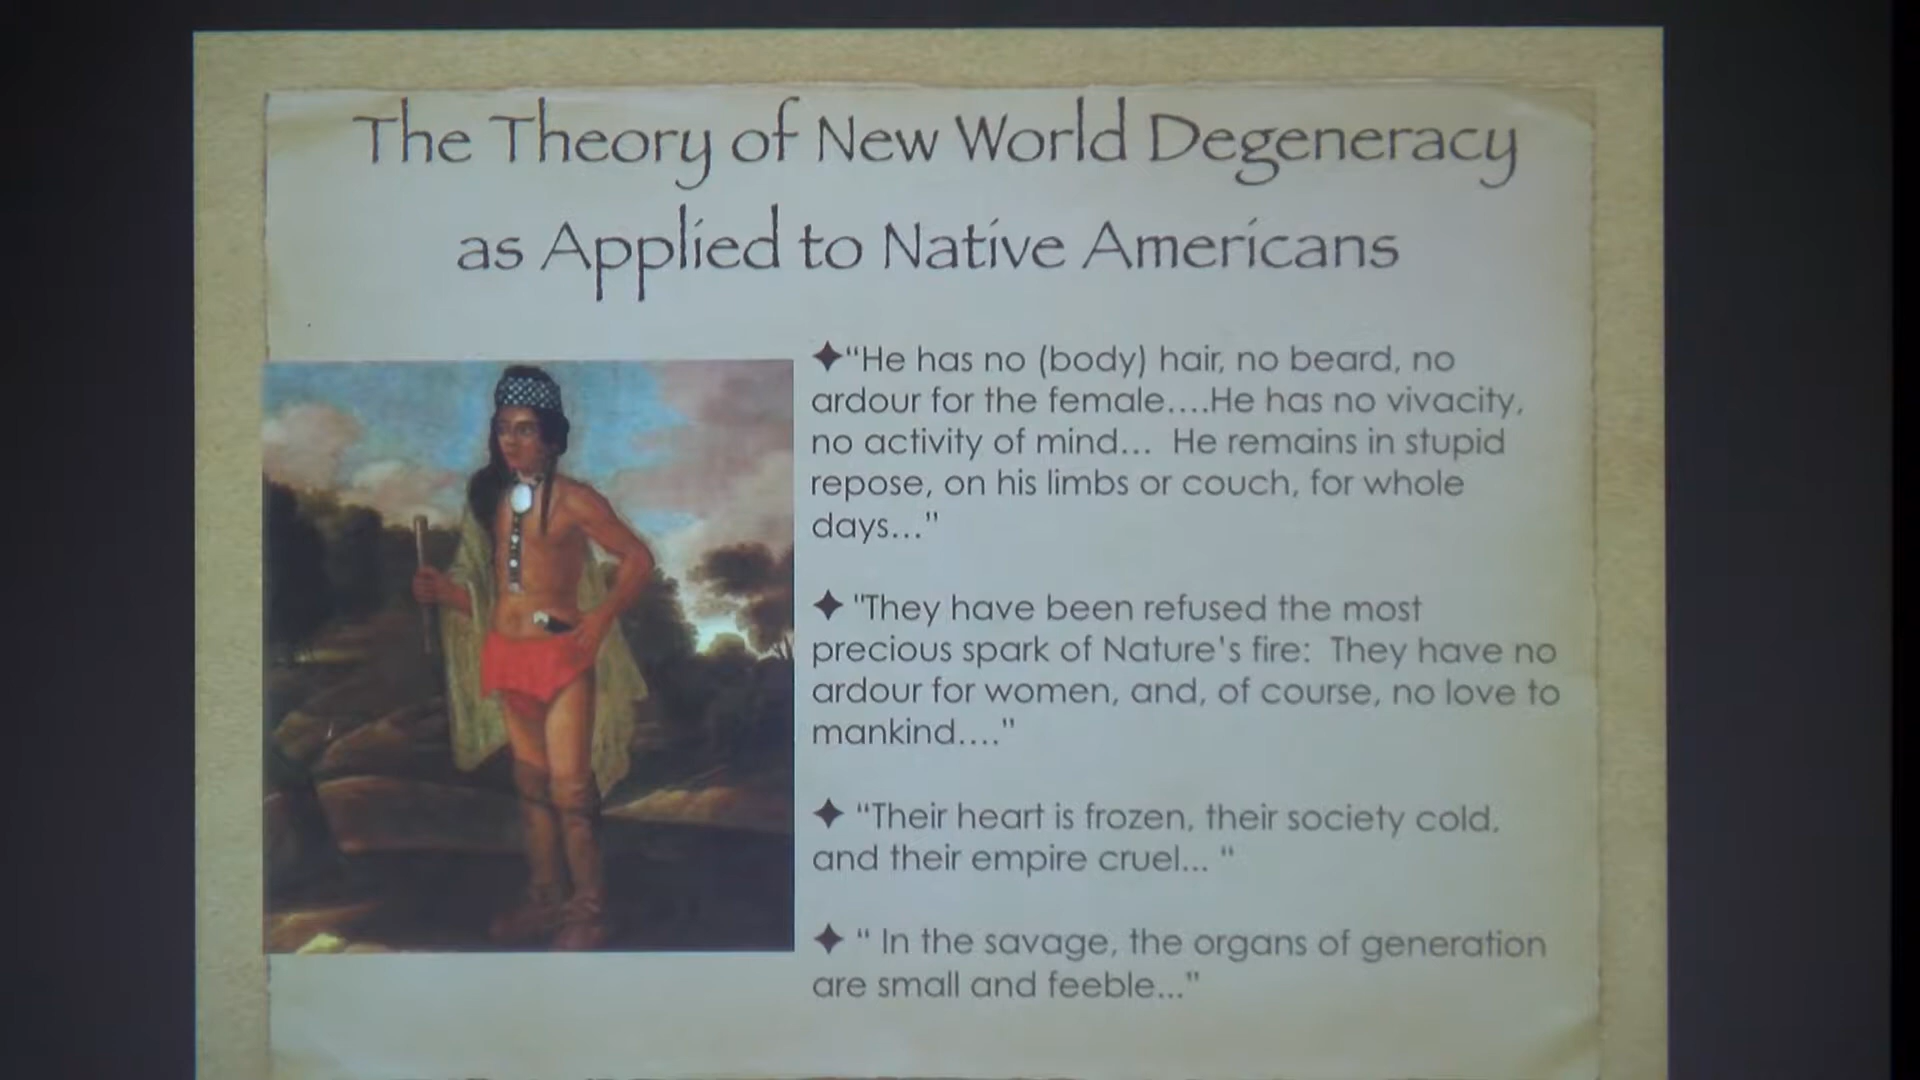 The Theory of New World Degeneracy
as Applied to Native Americans
✦“He has no (body) hair, no beard, no
ardour for the female....He has no vivacity,
no activity of mind... He remains in stupid
repose, on his limbs or couch, for whole
days..."
✦ "They have been refused the most
precious spark of Nature's fire: They have no
ardour for women, and, of course, no love to
mankind...."
✦ “Their heart is frozen, their society cold,
and their empire cruel... “
✦ “ In the savage, the organs of generation
are small and feeble..."